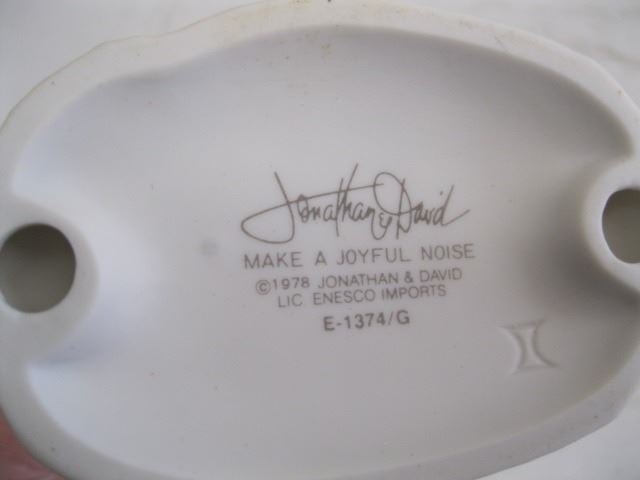 Jonathan & David
MAKE A JOYFUL NOISE
©1978 JONATHAN & DAVID
LIC. ENESCO IMPORTS
E-1374/G